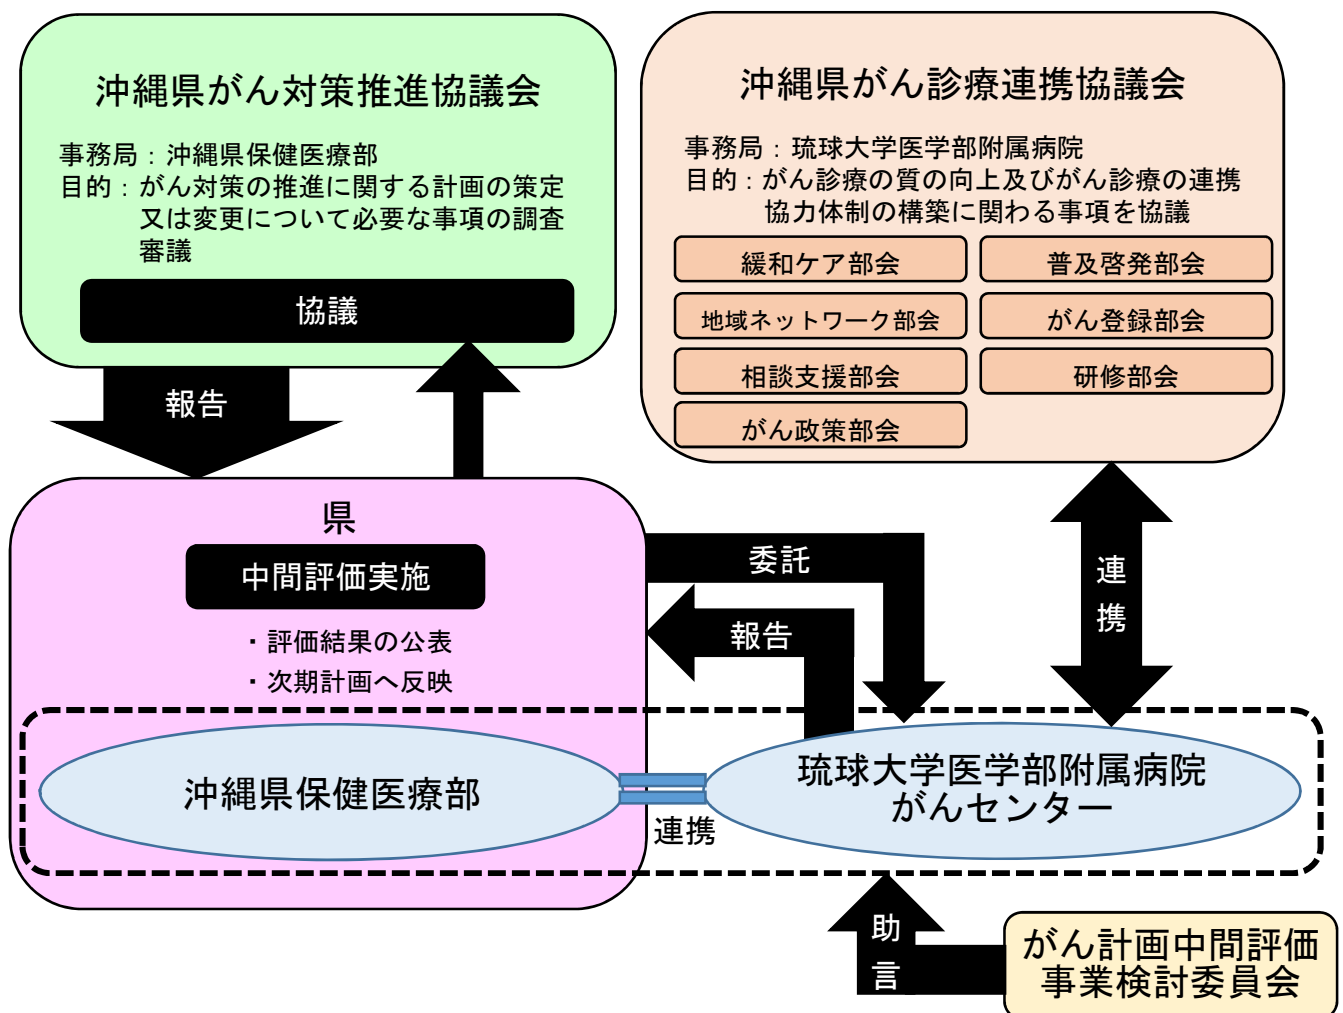 沖縄県がん対策推進協議会
事務局：沖縄県保健医療部
目的：がん対策の推進に関する計画の策定
又は変更について必要な事項の調査
審議
協議
報告
沖縄県がん診療連携協議会
事務局：琉球大学医学部附属病院
目的：がん診療の質の向上及びがん診療の連携
協力体制の構築に関わる事項を協議
緩和ケア部会
普及啓発部会
地域ネットワーク部会
がん登録部会
相談支援部会
研修部会
がん政策部会
県
中間評価実施
・評価結果の公表
・次期計画へ反映
委託
報告
連携
沖縄県保健医療部
連携
琉球大学医学部附属病院
がんセンター
助言
がん計画中間評価
事業検討委員会